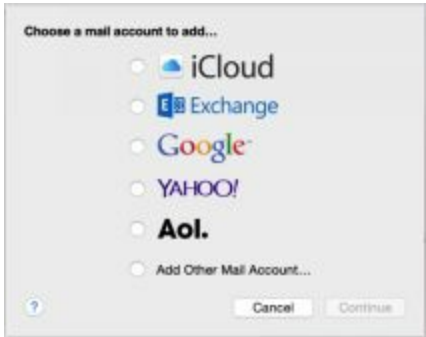 Choose a mail account to add...
iCloud
E Exchange
Google
YAHOO!
Aol.
Add Other Mail Account...
?
Cancel
Continue